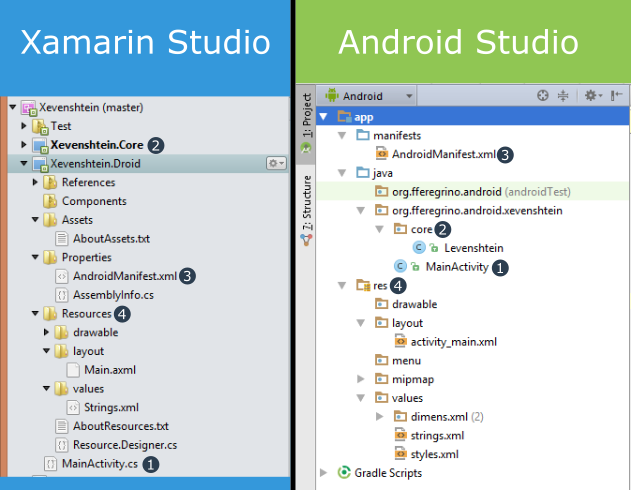 Xamarin Studio
Xevenshtein (master)
Test
Xevenshtein.Core 2
Xevenshtein.Droid
References
Components
Assets
AboutAssets.txt
Properties
AndroidManifest.xml 3
AssemblyInfo.cs
Resources 4
drawable
layout
Main.axml
values
Strings.xml
AboutResources.txt
Resource.Designer.cs
MainActivity.cs 1
Android Studio
1: Project
7: Structure
Android
app
manifests
AndroidManifest.xml 3
java
org.fferegrino.android (androidTest)
org.fferegrino.android.xevenshtein
core 2
C Levenshtein
C MainActivity 1
res 4
drawable
layout
activity_main.xml
menu
mipmap
values
dimens.xml (2)
strings.xml
styles.xml
Gradle Scripts